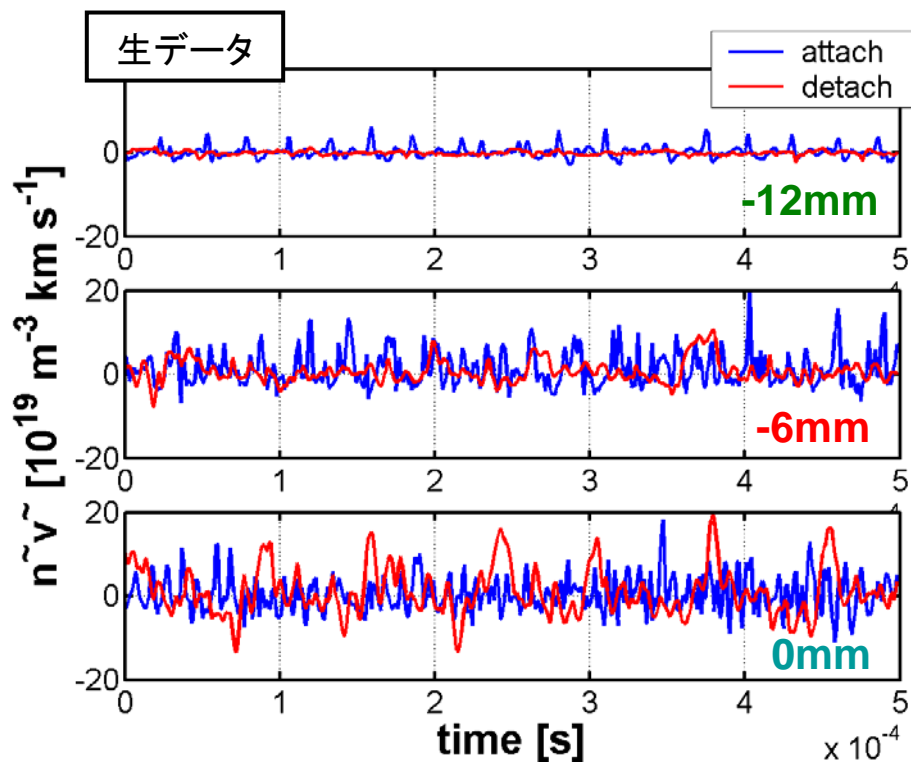 生データ
attach
detach
n~v~ [10^19 m^-3 km s^-1]
0
-20
-12mm
0 1 2 3 4 5
20
0
-20
-6mm
0 1 2 3 4 5
20
0
-20
0mm
0 1 2 3 4 5
time [s]
x 10^-4